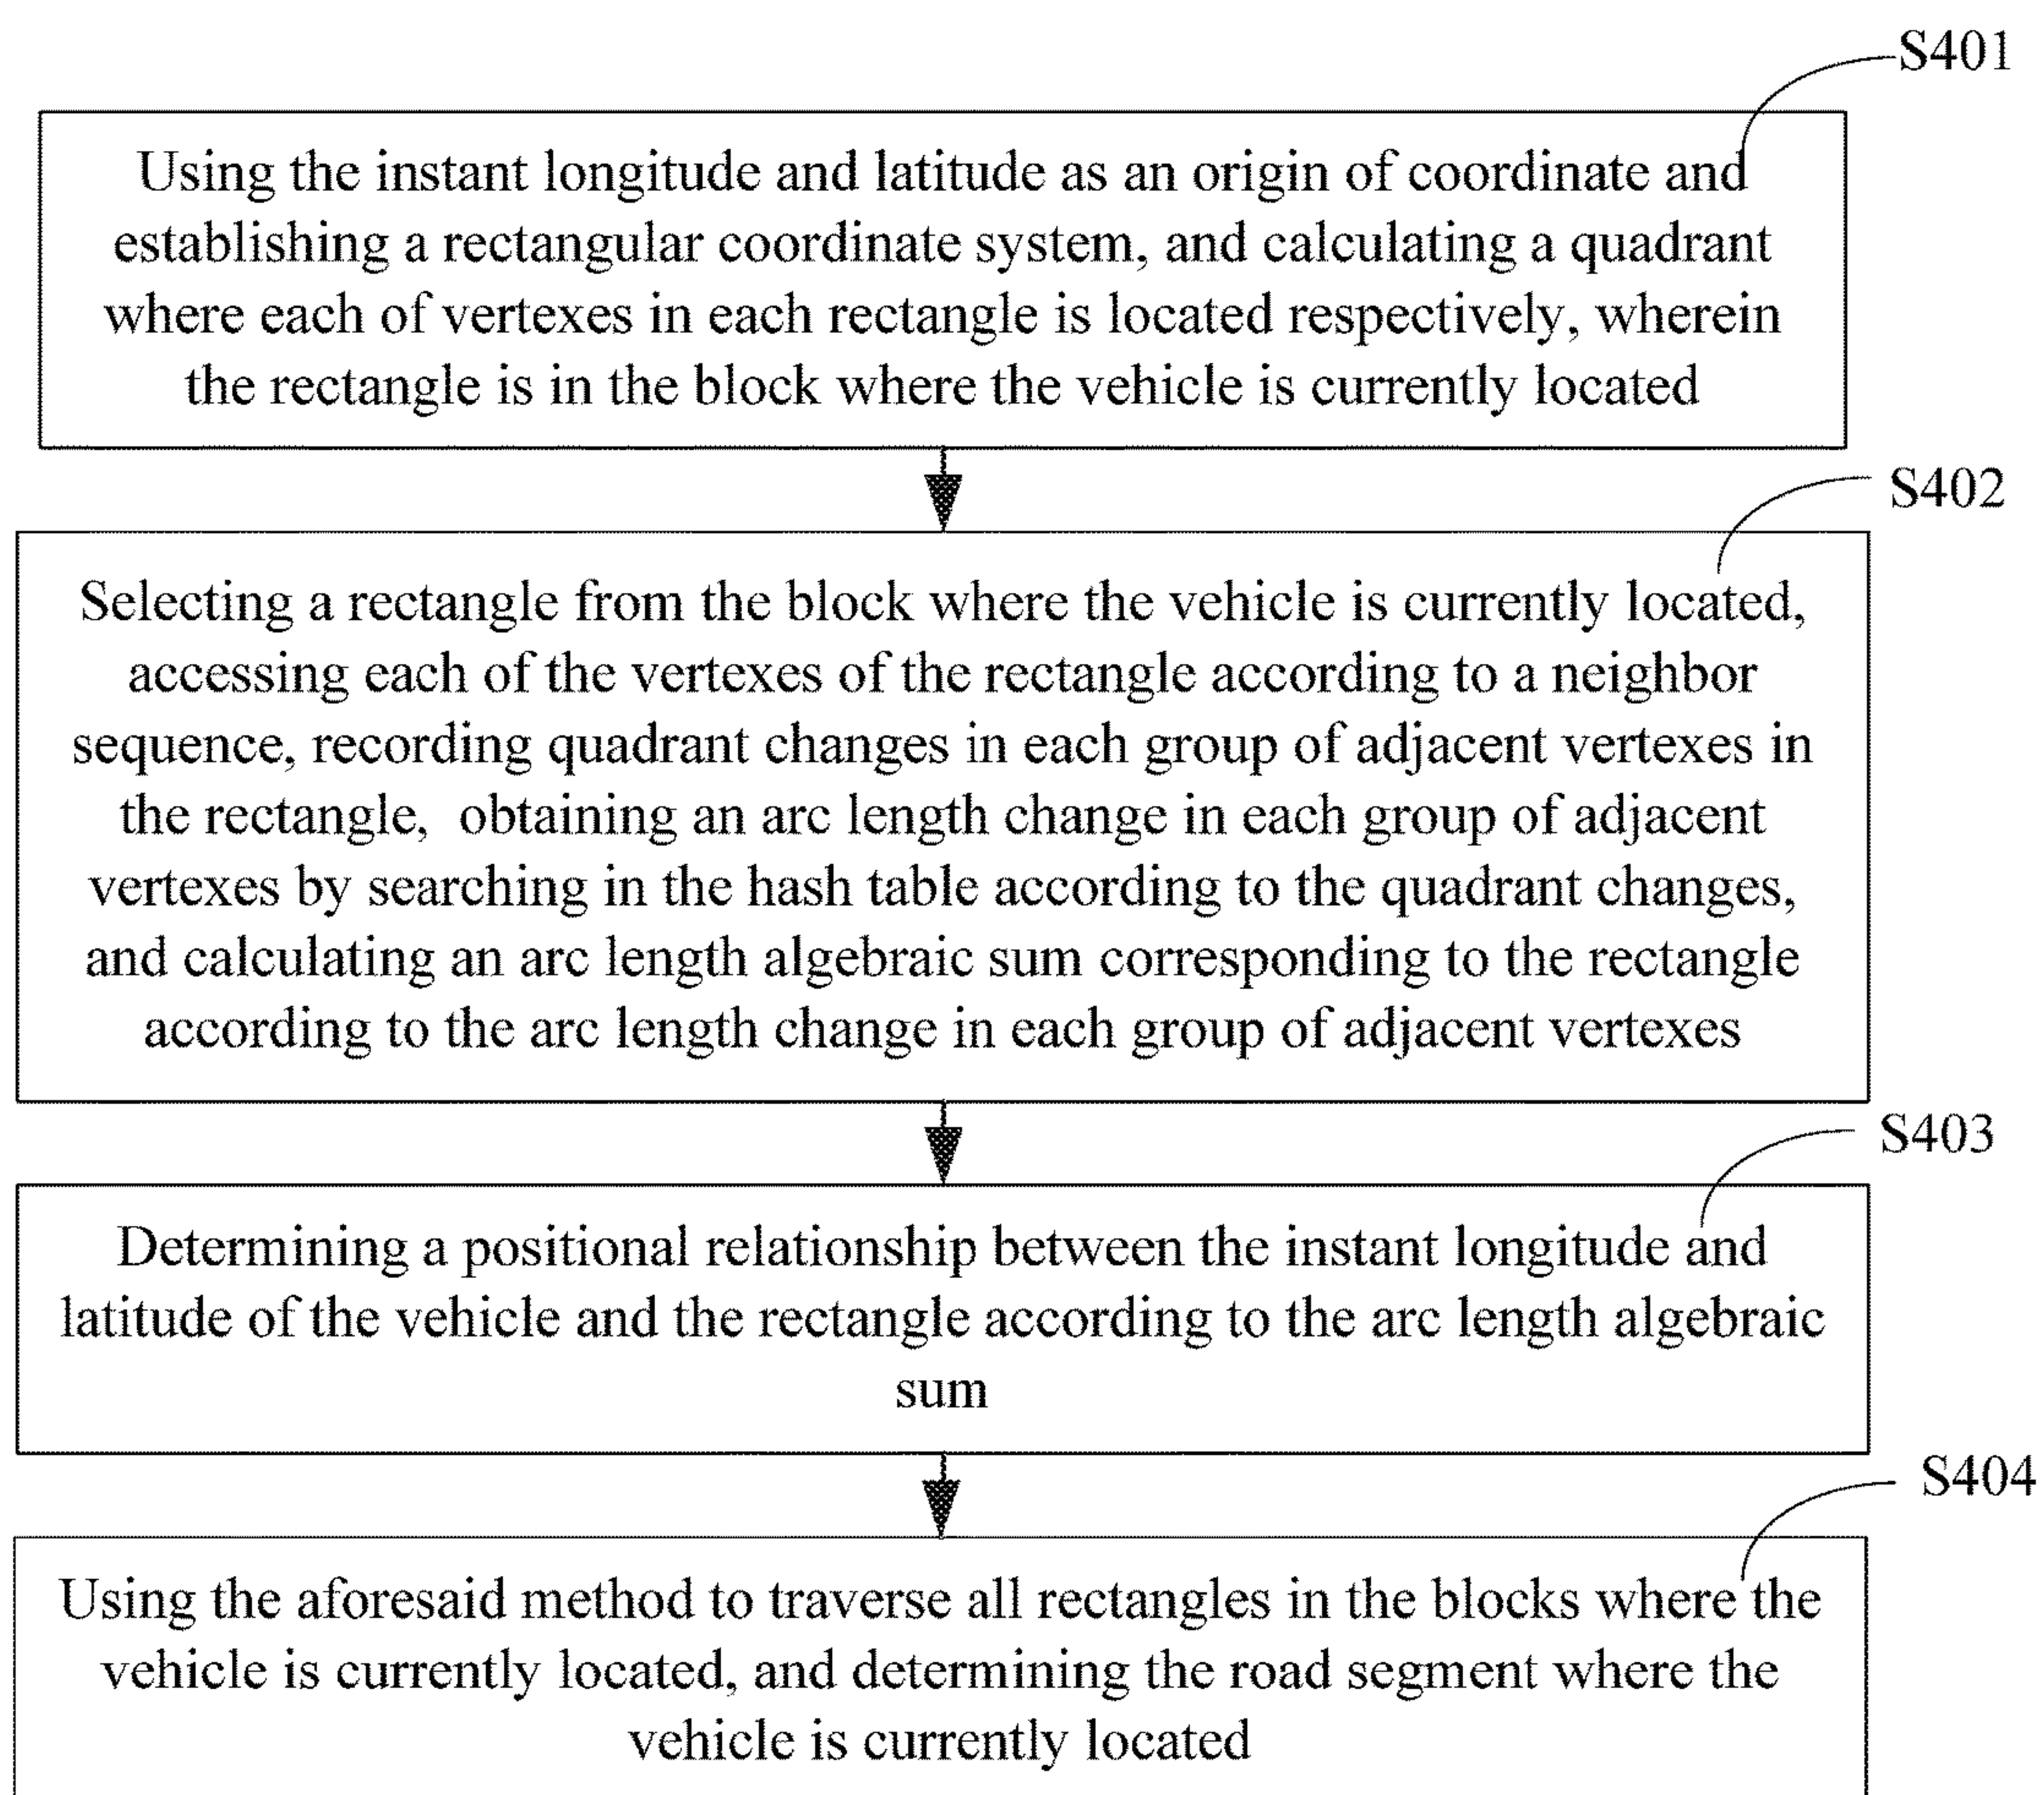 S401
Using the instant longitude and latitude as an origin of coordinate and
establishing a rectangular coordinate system, and calculating a quadrant
where each of vertexes in each rectangle is located respectively, wherein
the rectangle is in the block where the vehicle is currently located
S402
Selecting a rectangle from the block where the vehicle is currently located,
accessing each of the vertexes of the rectangle according to a neighbor
sequence, recording quadrant changes in each group of adjacent vertexes in
the rectangle, obtaining an arc length change in each group of adjacent
vertexes by searching in the hash table according to the quadrant changes,
and calculating an arc length algebraic sum corresponding to the rectangle
according to the arc length change in each group of adjacent vertexes
S403
Determining a positional relationship between the instant longitude and
latitude of the vehicle and the rectangle according to the arc length algebraic
sum
S404
Using the aforesaid method to traverse all rectangles in the blocks where the
vehicle is currently located, and determining the road segment where the
vehicle is currently located